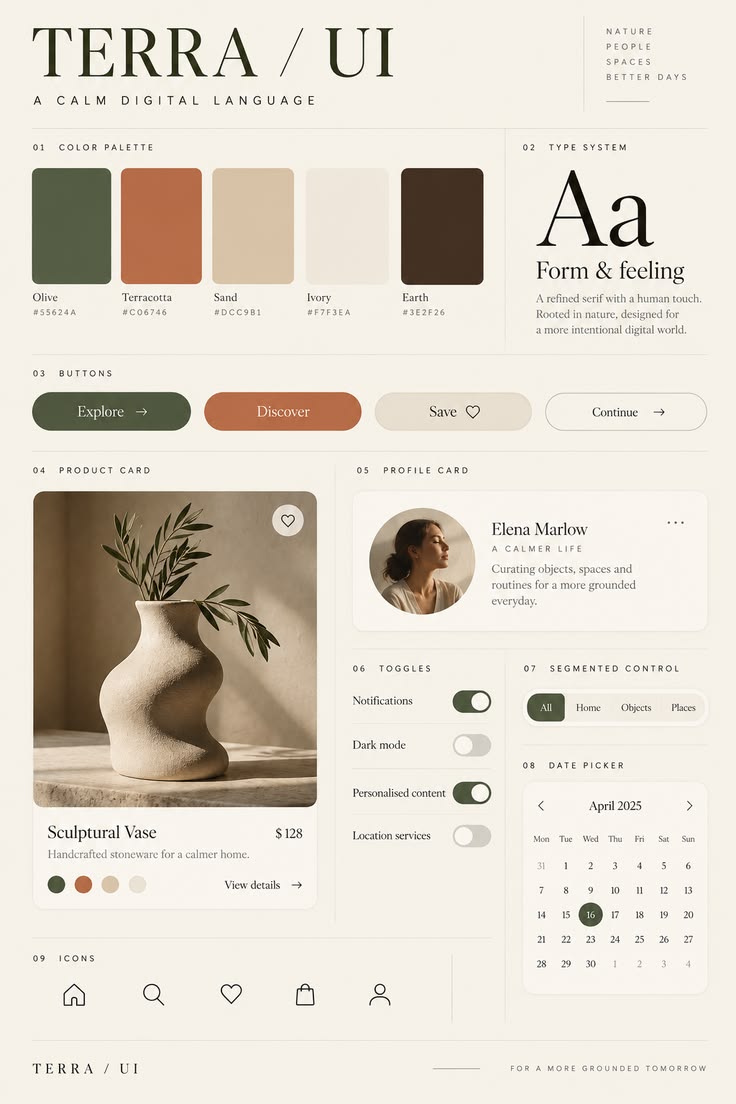 TERRA / UI
A CALM DIGITAL LANGUAGE
NATURE
PEOPLE
SPACES
BETTER DAYS
01 COLOR PALETTE
Olive
#55624A
Terracotta
#C06746
Sand
#DCC9B1
Ivory
#F7F3EA
Earth
#3E2F26
02 TYPE SYSTEM
Aa
Form & feeling
A refined serif with a human touch.
Rooted in nature, designed for
a more intentional digital world.
03 BUTTONS
Explore →
Discover
Save
Continue →
04 PRODUCT CARD
Sculptural Vase
$128
Handcrafted stoneware for a calmer home.
View details →
05 PROFILE CARD
Elena Marlow
A CALMER LIFE
Curating objects, spaces and
routines for a more grounded
everyday.
06 TOGGLES
Notifications
Dark mode
Personalised content
Location services
07 SEGMENTED CONTROL
All Home Objects Places
08 DATE PICKER
April 2025
Mon Tue Wed Thu Fri Sat Sun
31 1 2 3 4 5 6
7 8 9 10 11 12 13
14 15 16 17 18 19 20
21 22 23 24 25 26 27
28 29 30 1 2 3 4
09 ICONS
TERRA / UI
FOR A MORE GROUNDED TOMORROW